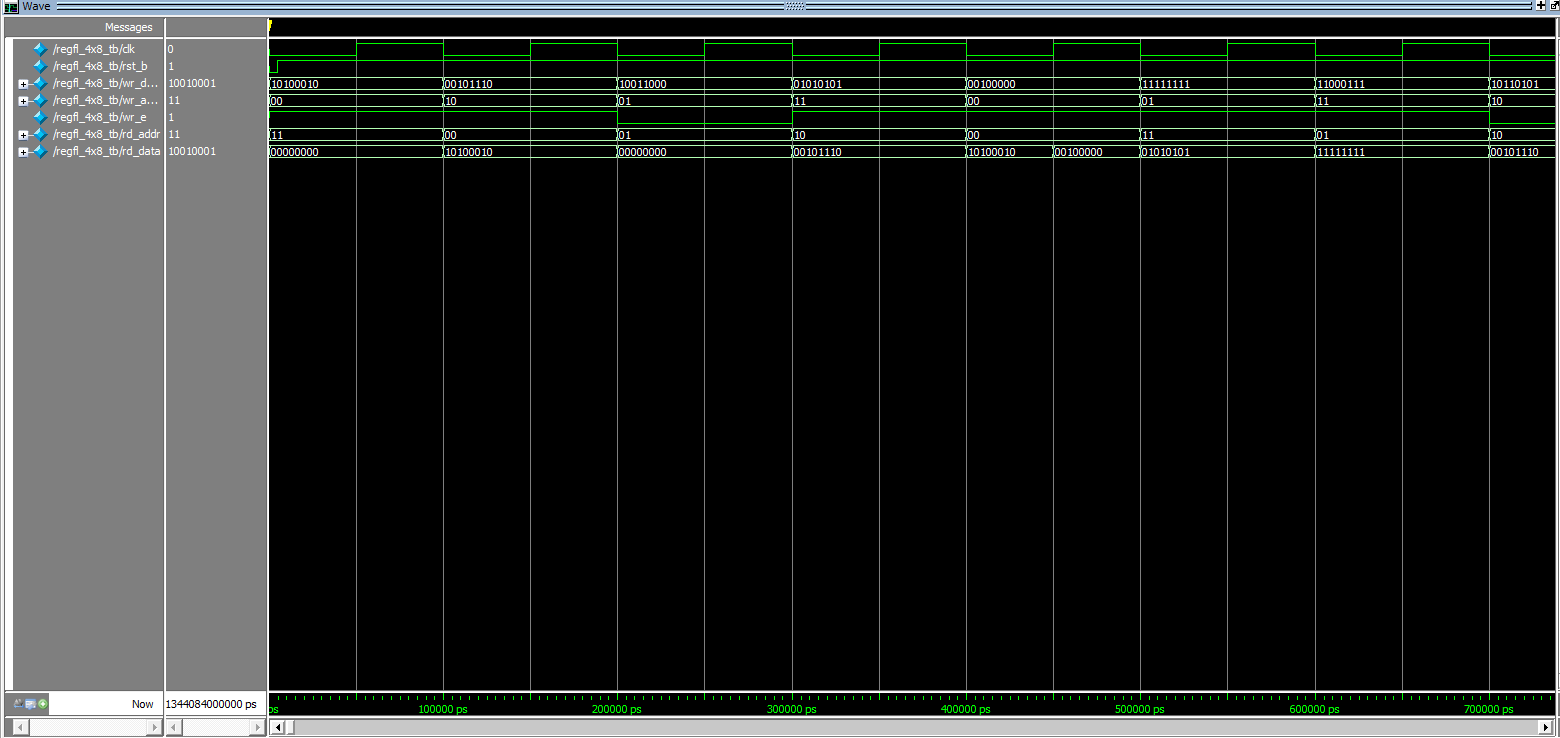 Wave
Messages
/regfl_4x8_tb/clk 0
/regfl_4x8_tb/rst_b 1
/regfl_4x8_tb/wr_d... 10010001 10100010 00101110 10011000 01010101 00100000 11111111 11000111 10110101
/regfl_4x8_tb/wr_a... 11 00 10 01 11 00 01 11 10
/regfl_4x8_tb/wr_e 1
/regfl_4x8_tb/rd_addr 11 11 00 01 10 00 11 01 10
/regfl_4x8_tb/rd_data 10010001 00000000 10100010 00000000 00101110 10100010 00100000 01010101 11111111 00101110
Now 1344084000000 ps
ps 100000 ps 200000 ps 300000 ps 400000 ps 500000 ps 600000 ps 700000 ps